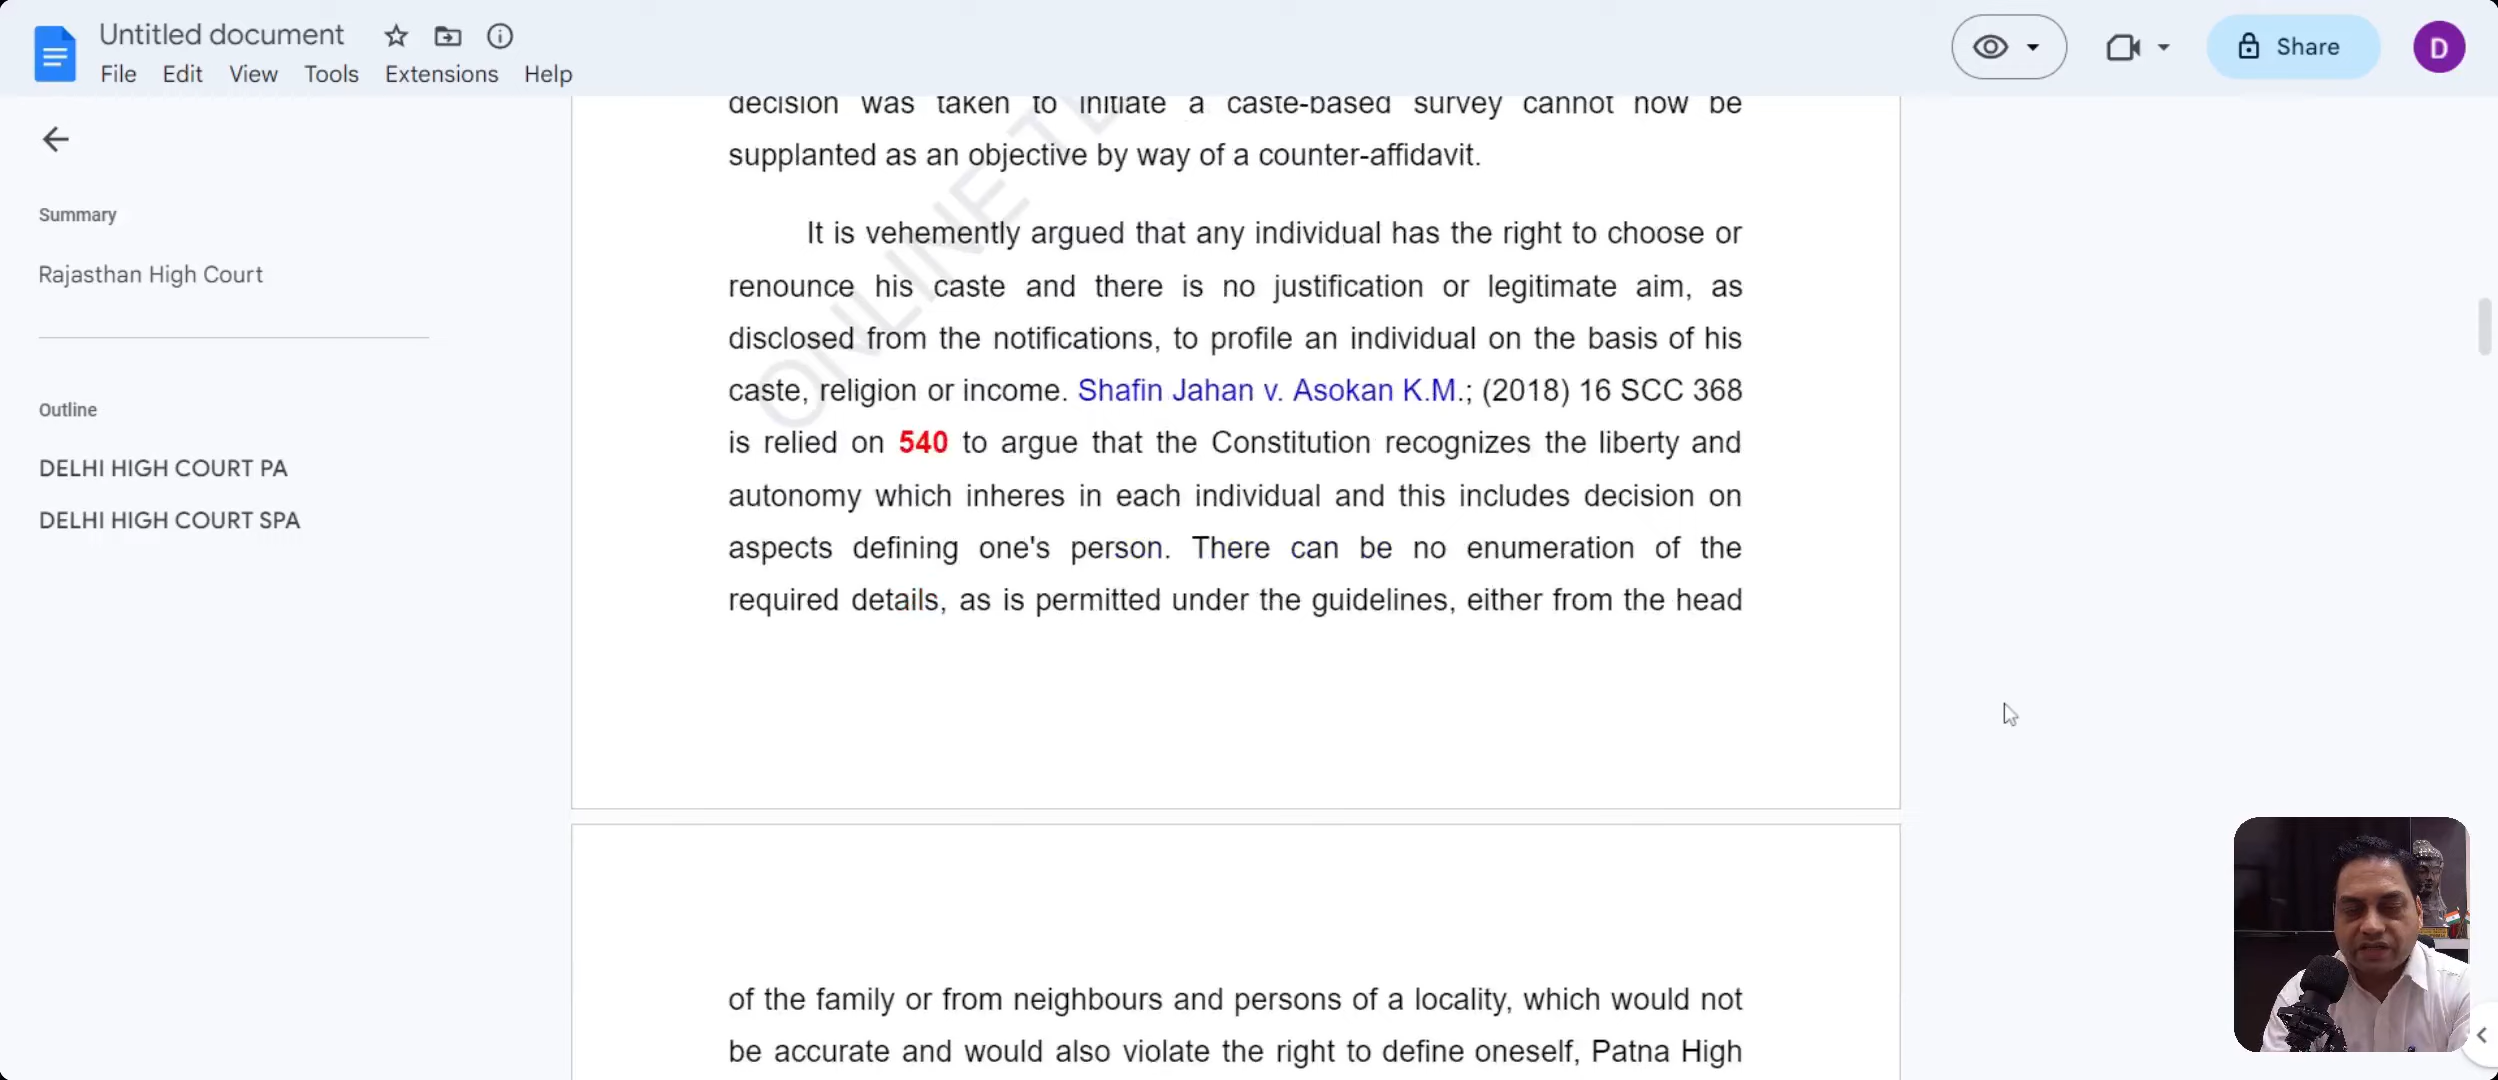 Untitled document
File Edit View Tools Extensions Help
Share
D
Summary
Rajasthan High Court
Outline
DELHI HIGH COURT PA
DELHI HIGH COURT SPA
decision was taken to initiate a caste-based survey cannot now be
supplanted as an objective by way of a counter-affidavit.
It is vehemently argued that any individual has the right to choose or
renounce his caste and there is no justification or legitimate aim, as
disclosed from the notifications, to profile an individual on the basis of his
caste, religion or income. Shafin Jahan v. Asokan K.M.; (2018) 16 SCC 368
is relied on 540 to argue that the Constitution recognizes the liberty and
autonomy which inheres in each individual and this includes decision on
aspects defining one's person. There can be no enumeration of the
required details, as is permitted under the guidelines, either from the head
of the family or from neighbours and persons of a locality, which would not
be accurate and would also violate the right to define oneself, Patna High
ONLINE